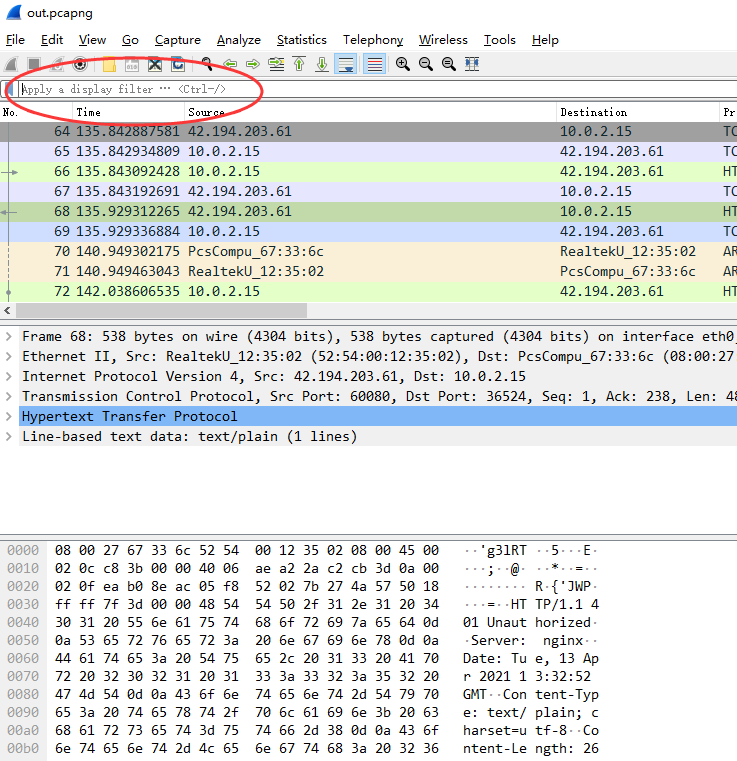 out.pcapng
File Edit View Go Capture Analyze Statistics Telephony Wireless Tools Help
Apply a display filter ··· <Ctrl-/>
No. Time Source Destination Pr
64 135.842887581 42.194.203.61 10.0.2.15 TC
65 135.842934809 10.0.2.15 42.194.203.61 TC
66 135.843092428 10.0.2.15 42.194.203.61 HT
67 135.843192691 42.194.203.61 10.0.2.15 TC
68 135.929312265 42.194.203.61 10.0.2.15 HT
69 135.929336884 10.0.2.15 42.194.203.61 TC
70 140.949302175 PcsCompu_67:33:6c RealtekU_12:35:02 AR
71 140.949463043 RealtekU_12:35:02 PcsCompu_67:33:6c AR
72 142.038606535 10.0.2.15 42.194.203.61 HT
Frame 68: 538 bytes on wire (4304 bits), 538 bytes captured (4304 bits) on interface eth0
Ethernet II, Src: RealtekU_12:35:02 (52:54:00:12:35:02), Dst: PcsCompu_67:33:6c (08:00:27
Internet Protocol Version 4, Src: 42.194.203.61, Dst: 10.0.2.15
Transmission Control Protocol, Src Port: 60080, Dst Port: 36524, Seq: 1, Ack: 238, Len: 48
Hypertext Transfer Protocol
Line-based text data: text/plain (1 lines)
0000 08 00 27 67 33 6c 52 54 00 12 35 02 08 00 45 00 ··'g3lRT ··5···E·
0010 02 0c c8 3b 00 00 40 06 ae a2 2a c2 cb 3d 0a 00 ···;··@· ··*··=··
0020 02 0f ea b0 8e ac 05 f8 52 02 7b 27 4a 57 50 18 ········ R·{'JWP·
0030 ff ff 7f 3d 00 00 48 54 54 50 2f 31 2e 31 20 34 ···=··HT TP/1.1 4
0040 30 31 20 55 6e 61 75 74 68 6f 72 69 7a 65 64 0d 01 Unaut horized·
0050 0a 53 65 72 76 65 72 3a 20 6e 67 69 6e 78 0d 0a ·Server: nginx··
0060 44 61 74 65 3a 20 54 75 65 2c 20 31 33 20 41 70 Date: Tu e, 13 Ap
0070 72 20 32 30 32 31 20 31 33 3a 33 32 3a 35 32 20 r 2021 1 3:32:52
0080 47 4d 54 0d 0a 43 6f 6e 74 65 6e 74 2d 54 79 70 GMT··Con tent-Typ
0090 65 3a 20 74 65 78 74 2f 70 6c 61 69 6e 3b 20 63 e: text/ plain; c
00a0 68 61 72 73 65 74 3d 75 74 66 2d 38 0d 0a 43 6f harset=u tf-8··Co
00b0 6e 74 65 6e 74 2d 4c 65 6e 67 74 68 3a 20 32 36 ntent-Le ngth: 26